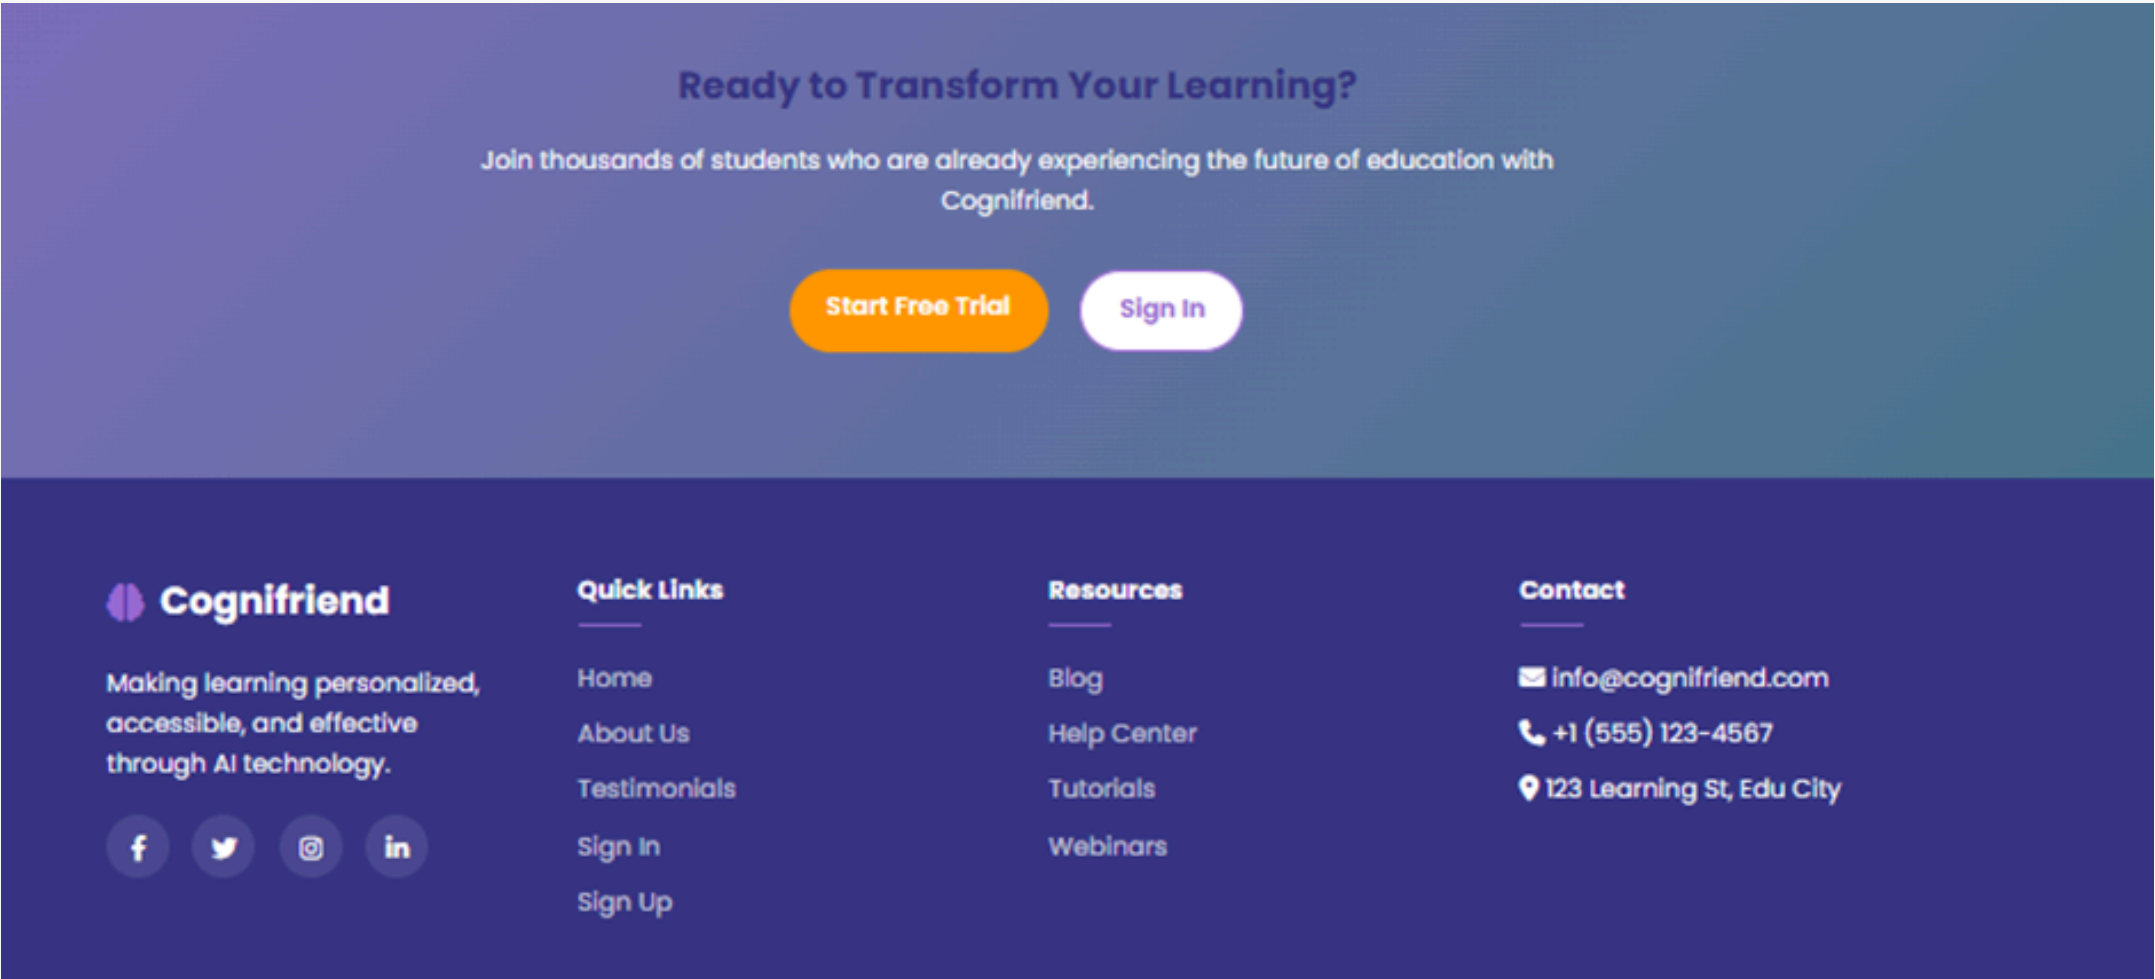 Ready to Transform Your Learning?
Join thousands of students who are already experiencing the future of education with
Cognifriend.
Start Free Trial
Sign In
Cognifriend
Making learning personalized,
accessible, and effective
through AI technology.
Quick Links
Home
About Us
Testimonials
Sign In
Sign Up
Resources
Blog
Help Center
Tutorials
Webinars
Contact
info@cognifriend.com
+1 (555) 123-4567
123 Learning St, Edu City